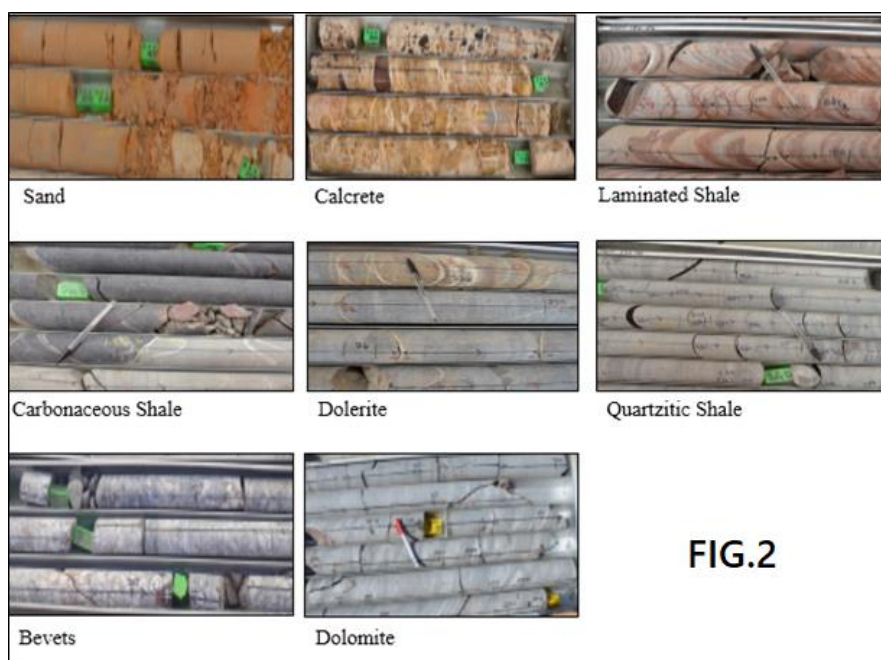 Sand
Calcrete
Laminated Shale
Carbonaceous Shale
Dolerite
Quartzitic Shale
Bevets
Dolomite
FIG.2